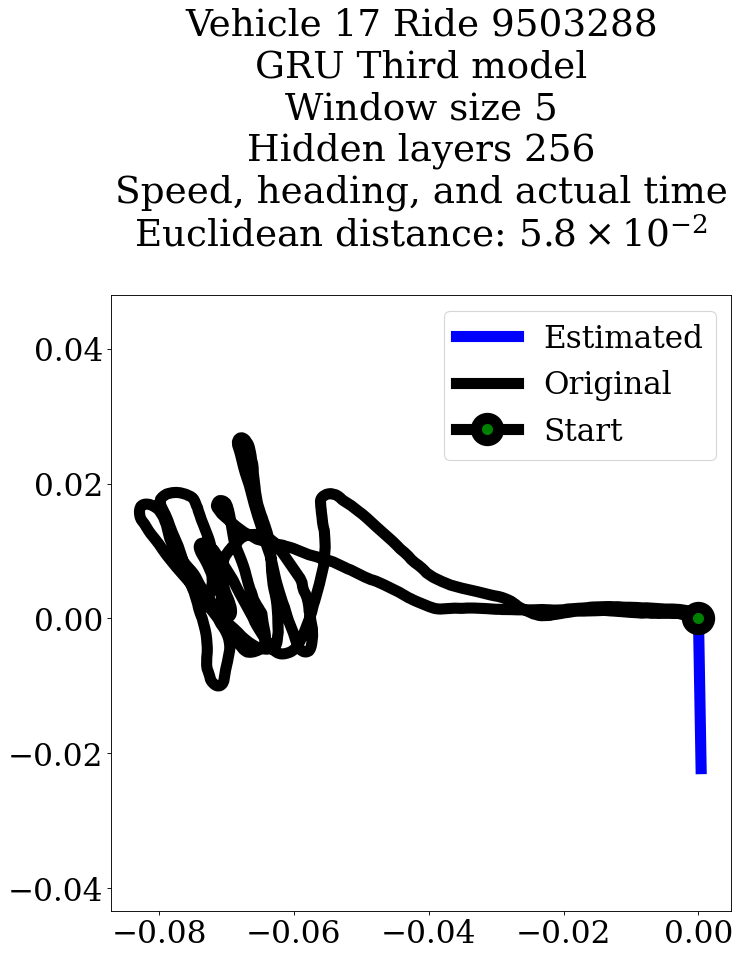 Vehicle 17 Ride 9503288
GRU Third model
Window size 5
Hidden layers 256
Speed, heading, and actual time
Euclidean distance: 5.8 × 10⁻²
Estimated
Original
Start
0.04
0.02
0.00
−0.02
−0.04
−0.08 −0.06 −0.04 −0.02 0.00